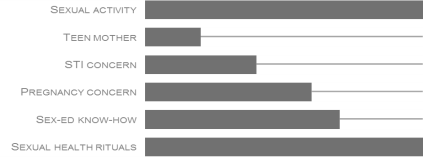 Sexual activity
Teen mother
STI concern
Pregnancy concern
Sex-ed know-how
Sexual health rituals